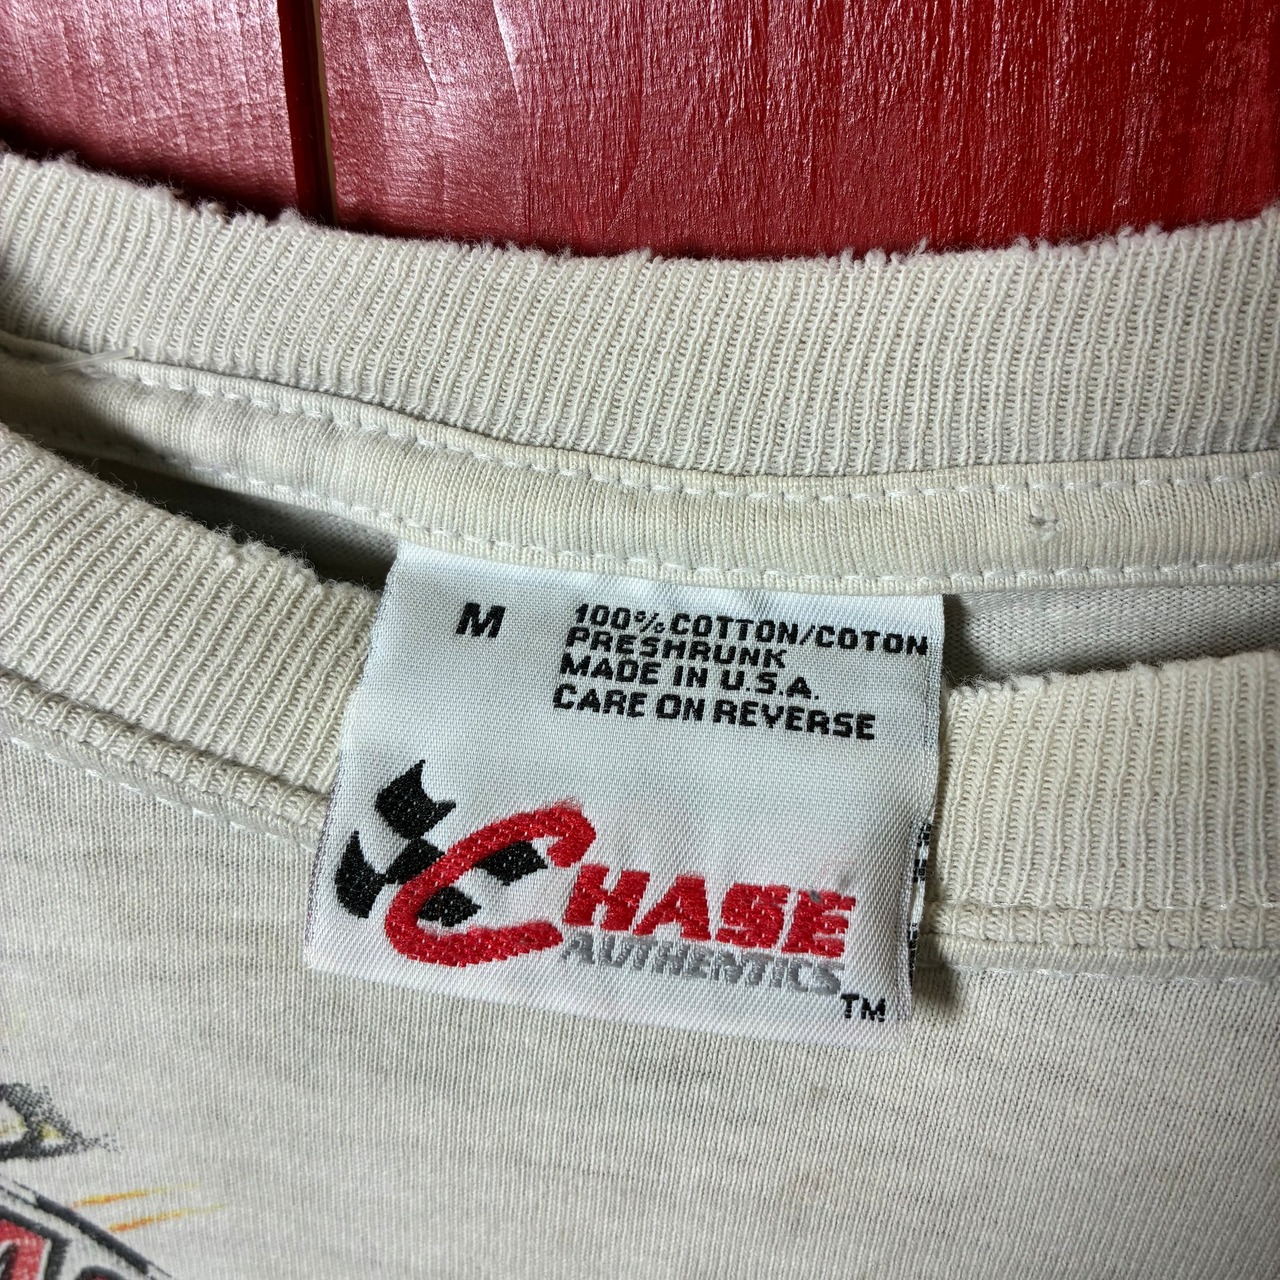 M
100% COTTON/COTON
PRESHRUNK
MADE IN U.S.A.
CARE ON REVERSE
CHASE
AUTHENTICS
TM